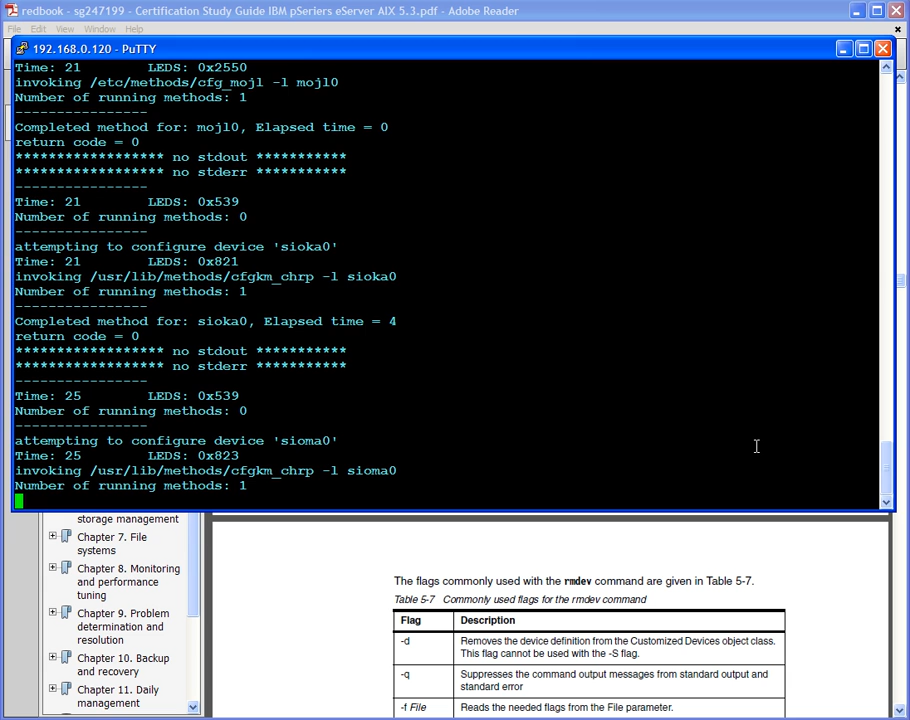 redbook - sg247199 - Certification Study Guide IBM pSeriers eServer AIX 5.3.pdf - Adobe Reader
File Edit View Window Help
192.168.0.120 - PuTTY
Time: 21 LEDS: 0x2550
invoking /etc/methods/cfg_mojl -l mojl0
Number of running methods: 1
----------------
Completed method for: mojl0, Elapsed time = 0
return code = 0
****************** no stdout ***********
****************** no stderr ***********
----------------
Time: 21 LEDS: 0x539
Number of running methods: 0
----------------
attempting to configure device 'sioka0'
Time: 21 LEDS: 0x821
invoking /usr/lib/methods/cfgkm_chrp -l sioka0
Number of running methods: 1
----------------
Completed method for: sioka0, Elapsed time = 4
return code = 0
****************** no stdout ***********
****************** no stderr ***********
----------------
Time: 25 LEDS: 0x539
Number of running methods: 0
----------------
attempting to configure device 'sioma0'
Time: 25 LEDS: 0x823
invoking /usr/lib/methods/cfgkm_chrp -l sioma0
Number of running methods: 1
storage management
Chapter 7. File
systems
Chapter 8. Monitoring
and performance
tuning
Chapter 9. Problem
determination and
resolution
Chapter 10. Backup
and recovery
Chapter 11. Daily
management
The flags commonly used with the rmdev command are given in Table 5-7.
Table 5-7 Commonly used flags for the rmdev command
Flag Description
-d Removes the device definition from the Customized Devices object class.
This flag cannot be used with the -S flag.
-q Suppresses the command output messages from standard output and
standard error
-f File Reads the needed flags from the File parameter.